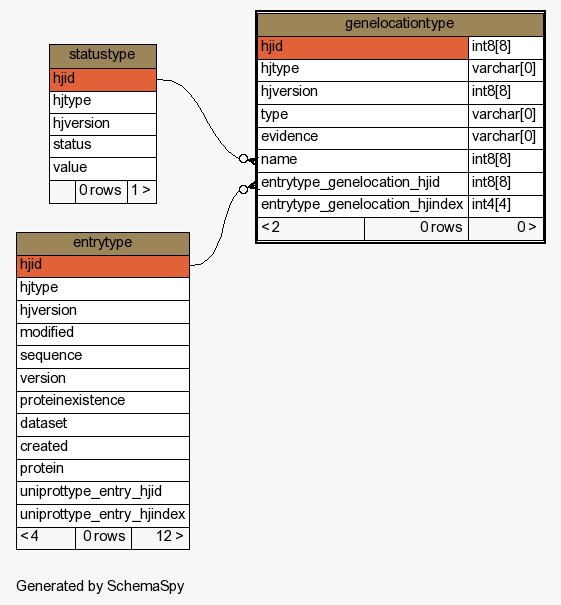 statustype
hjid
hjtype
hjversion
status
value
0 rows 1 >
genelocationtype
hjid int8[8]
hjtype varchar[0]
hjversion int8[8]
type varchar[0]
evidence varchar[0]
name int8[8]
entrytype_genelocation_hjid int8[8]
entrytype_genelocation_hjindex int4[4]
< 2 0 rows 0 >
entrytype
hjid
hjtype
hjversion
modified
sequence
version
proteinexistence
dataset
created
protein
uniprottype_entry_hjid
uniprottype_entry_hjindex
< 4 0 rows 12 >
Generated by SchemaSpy